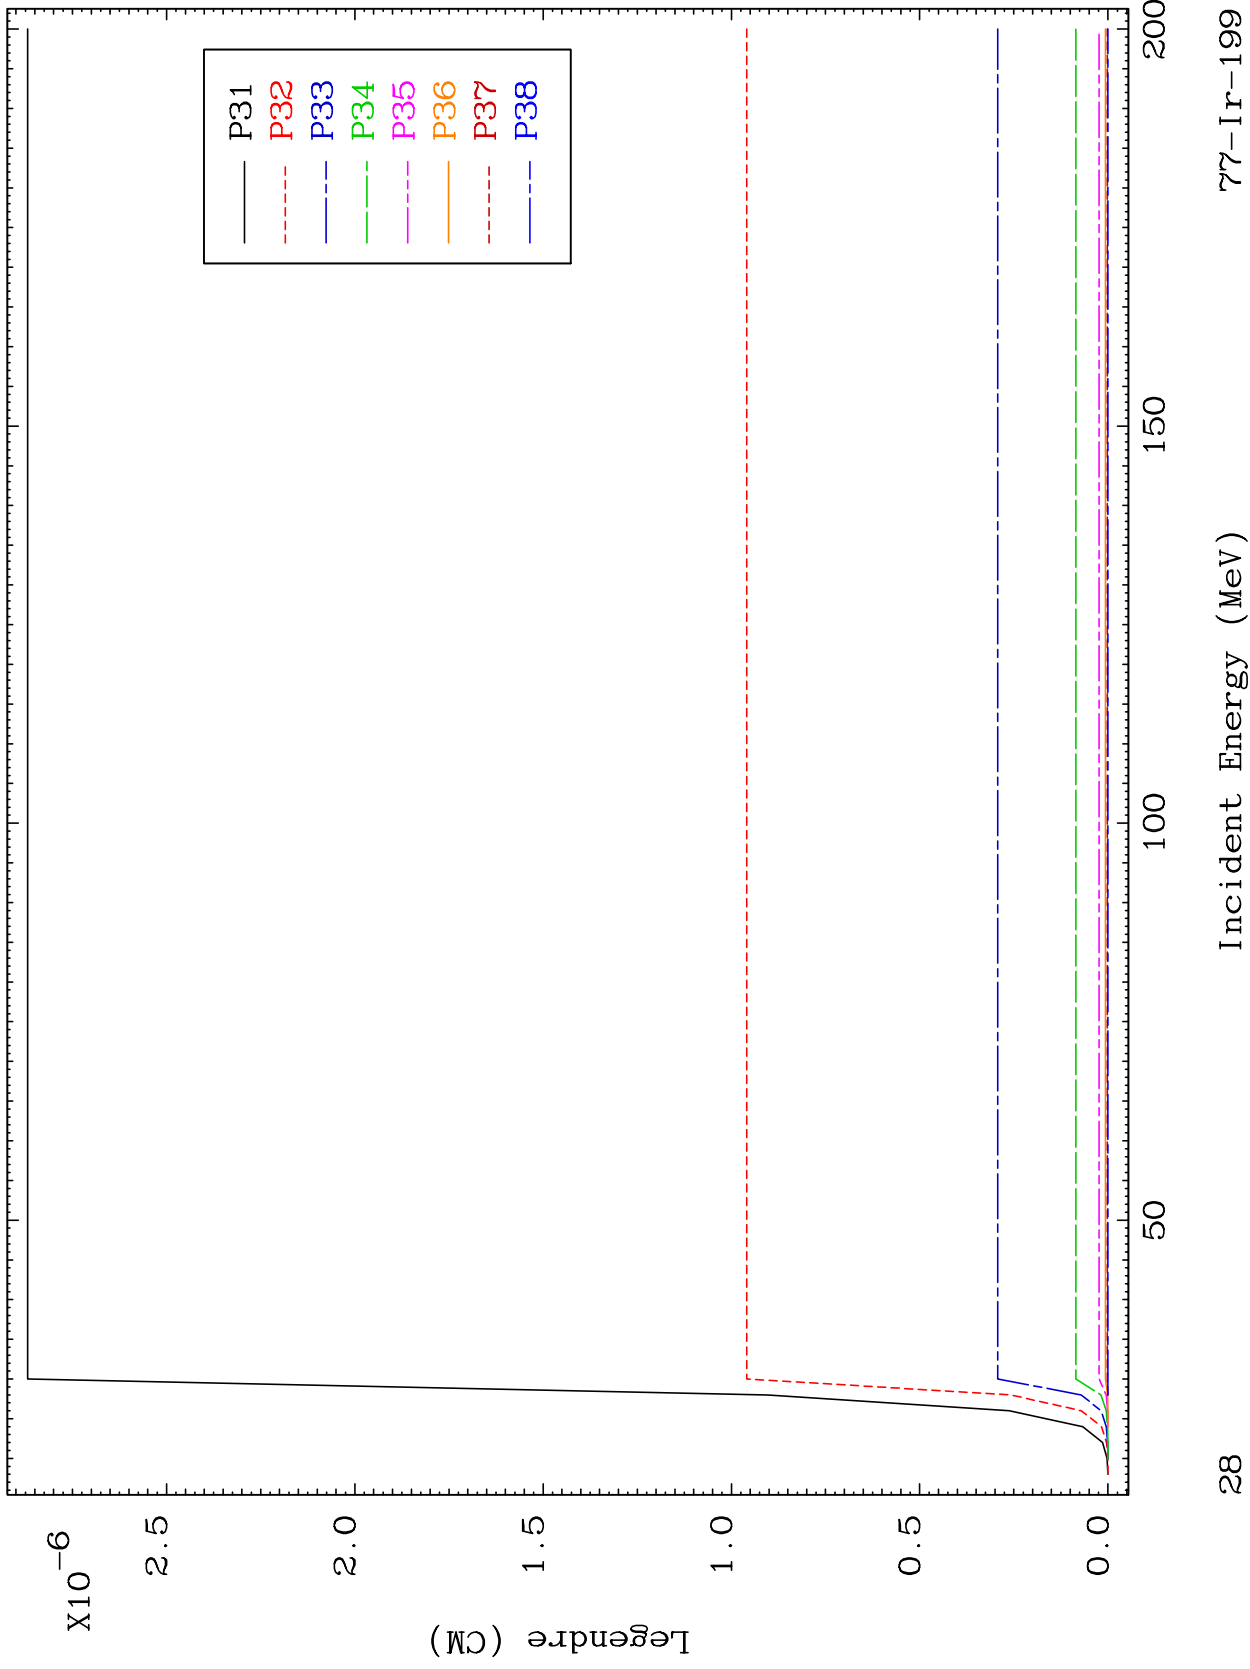 X10-6
2.5
2.0
1.5
1.0
0.5
0.0
Legendre (CM)
P31
P32
P33
P34
P35
P36
P37
P38
50
100
150
200
Incident Energy (MeV)
28
77-Ir-199